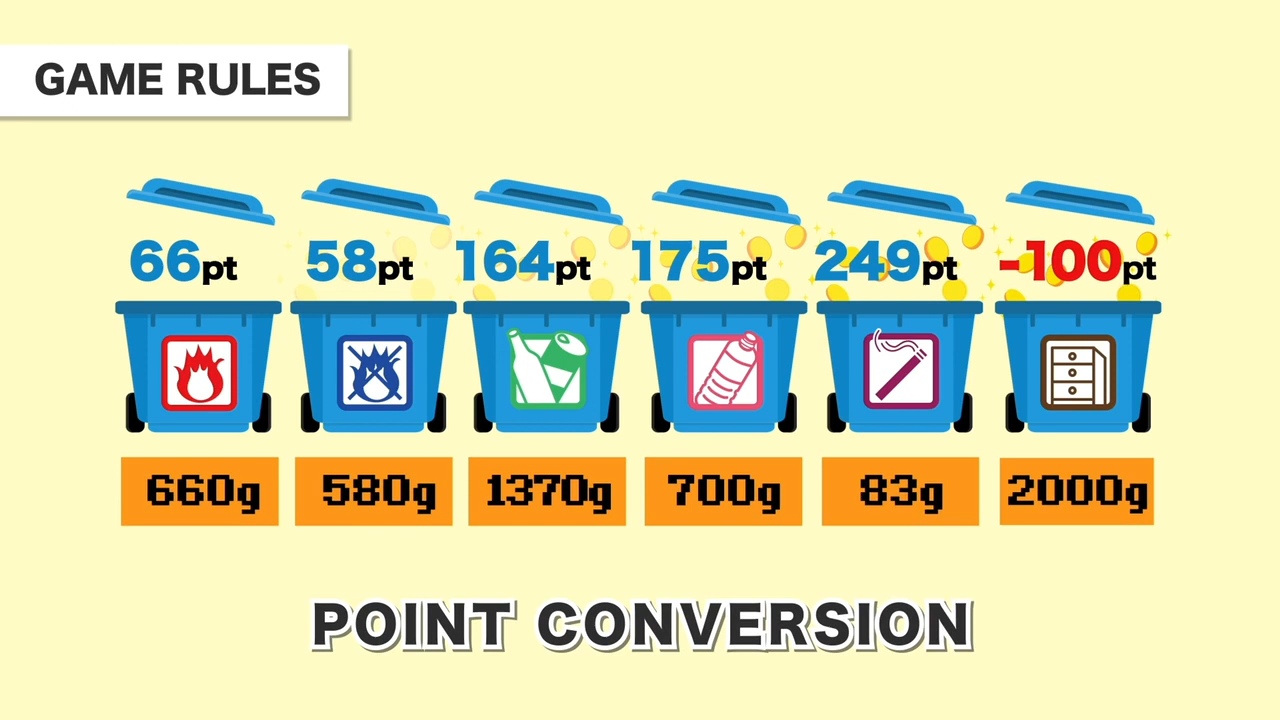 GAME RULES
66pt 58pt 164pt 175pt 249pt -100pt
660g 580g 1370g 700g 83g 2000g
POINT CONVERSION